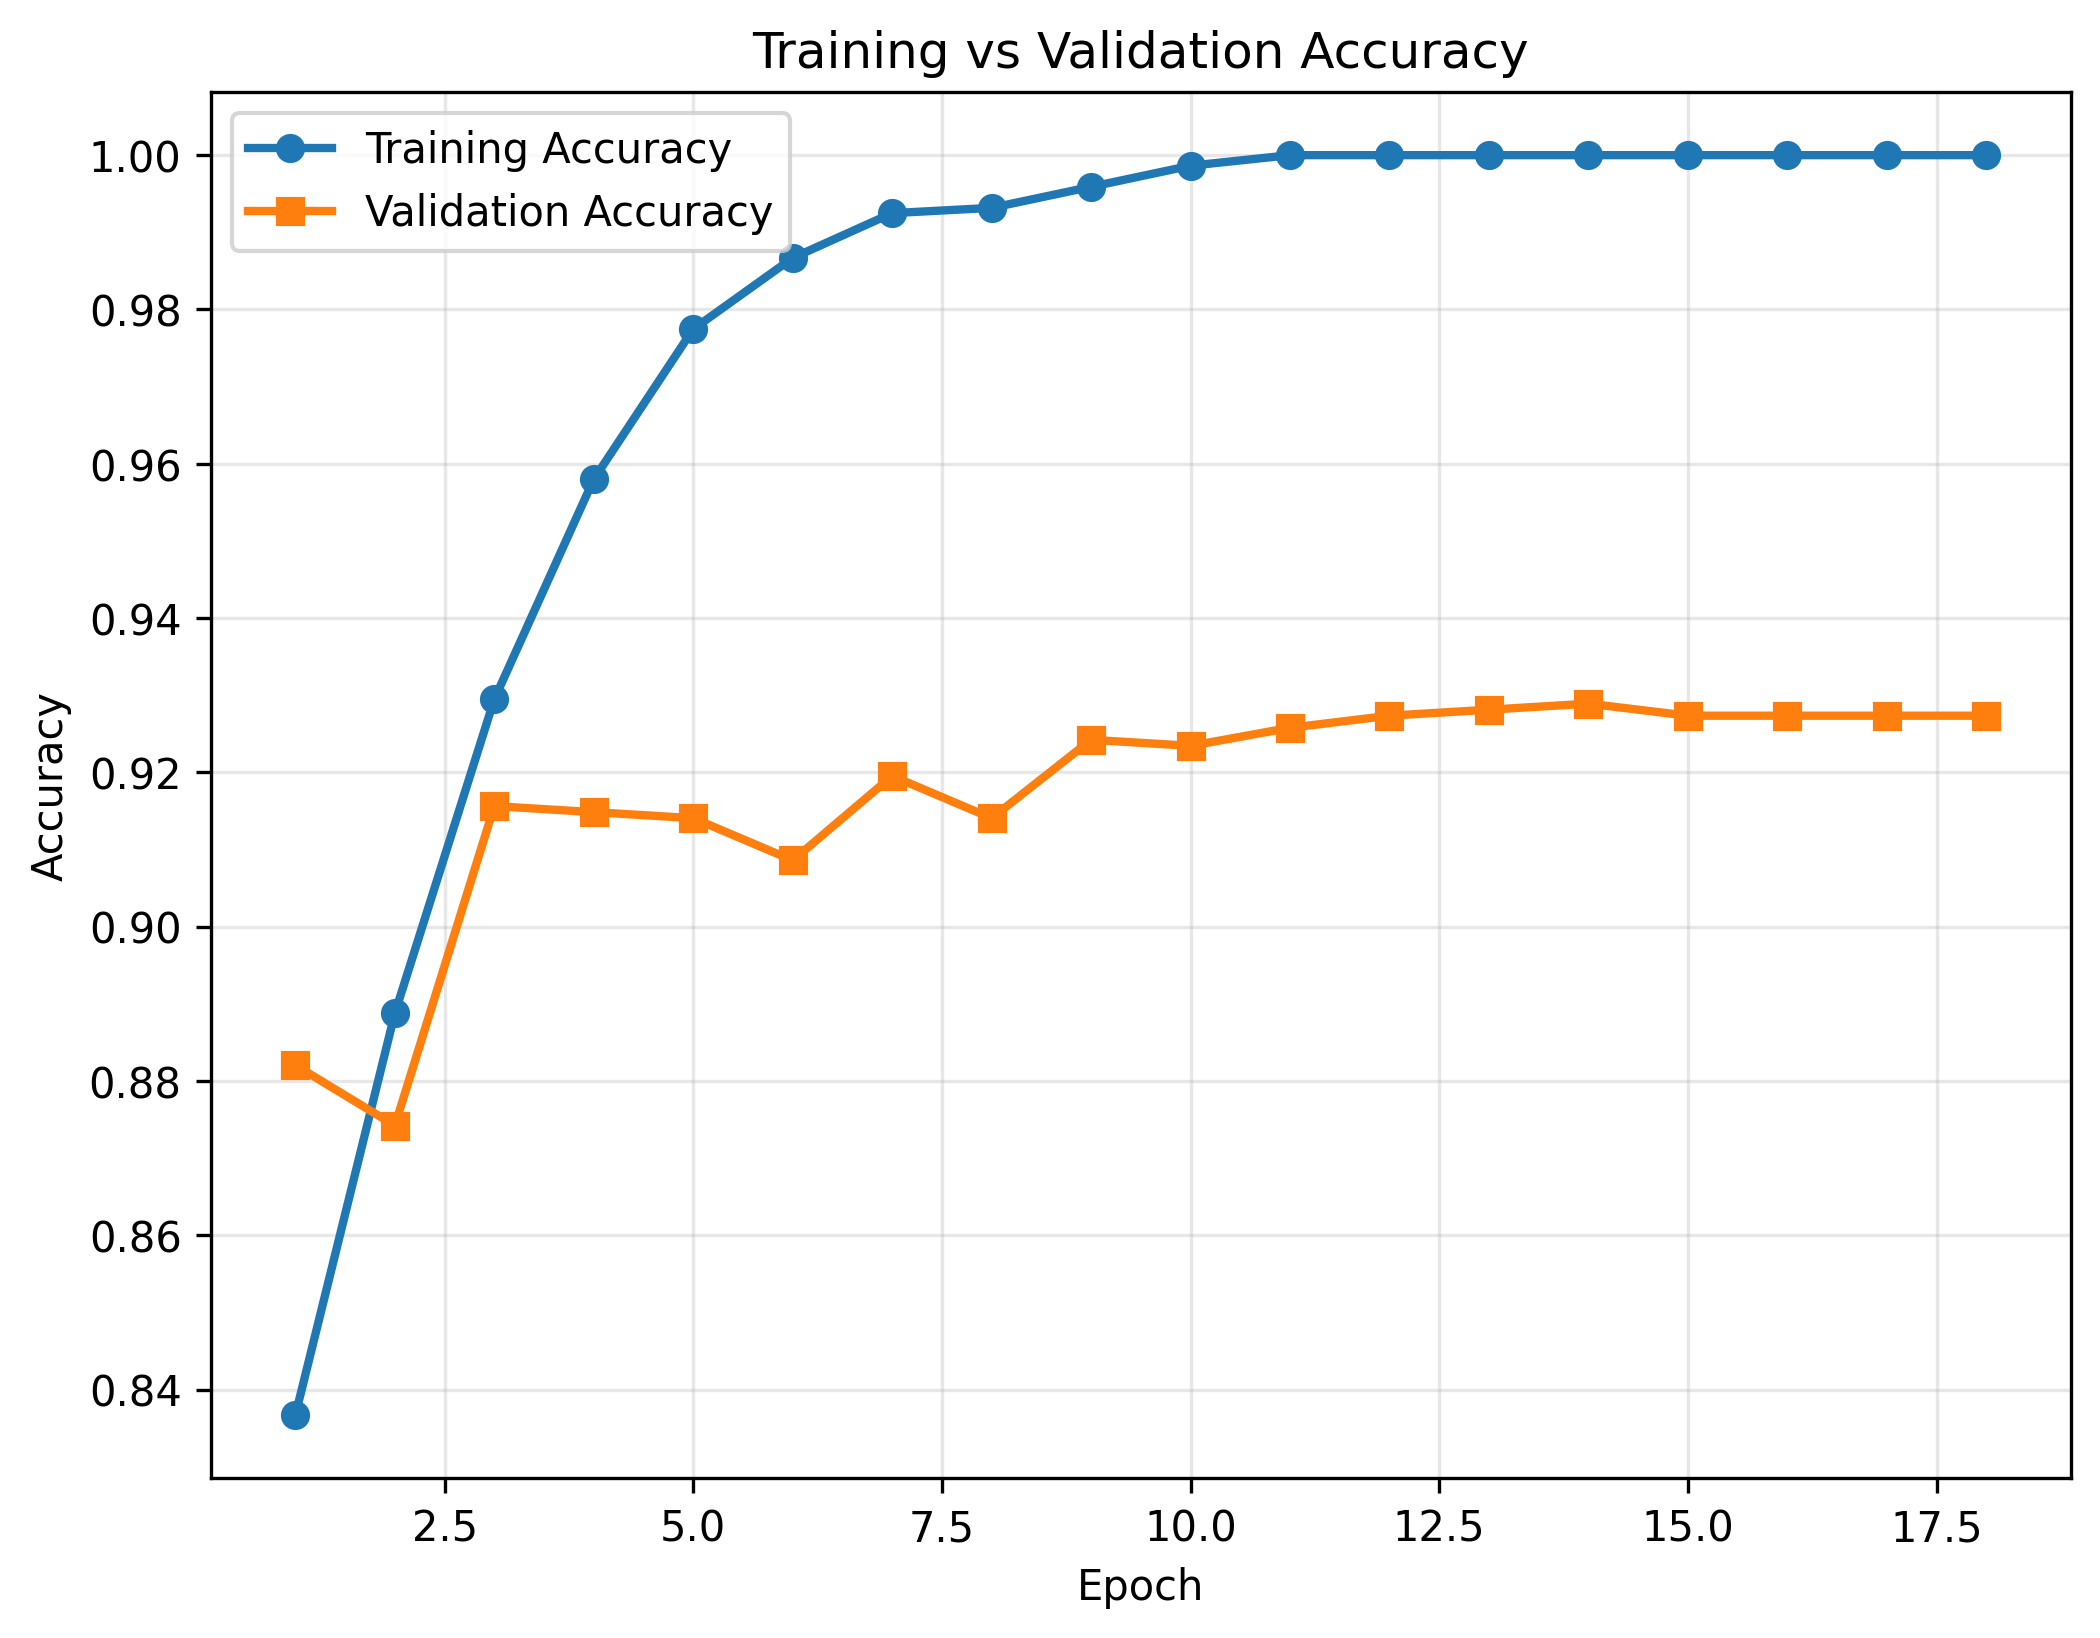 Training vs Validation Accuracy
Training Accuracy
Validation Accuracy
1.00
0.98
0.96
0.94
0.92
0.90
0.88
0.86
0.84
Accuracy
2.5 5.0 7.5 10.0 12.5 15.0 17.5
Epoch